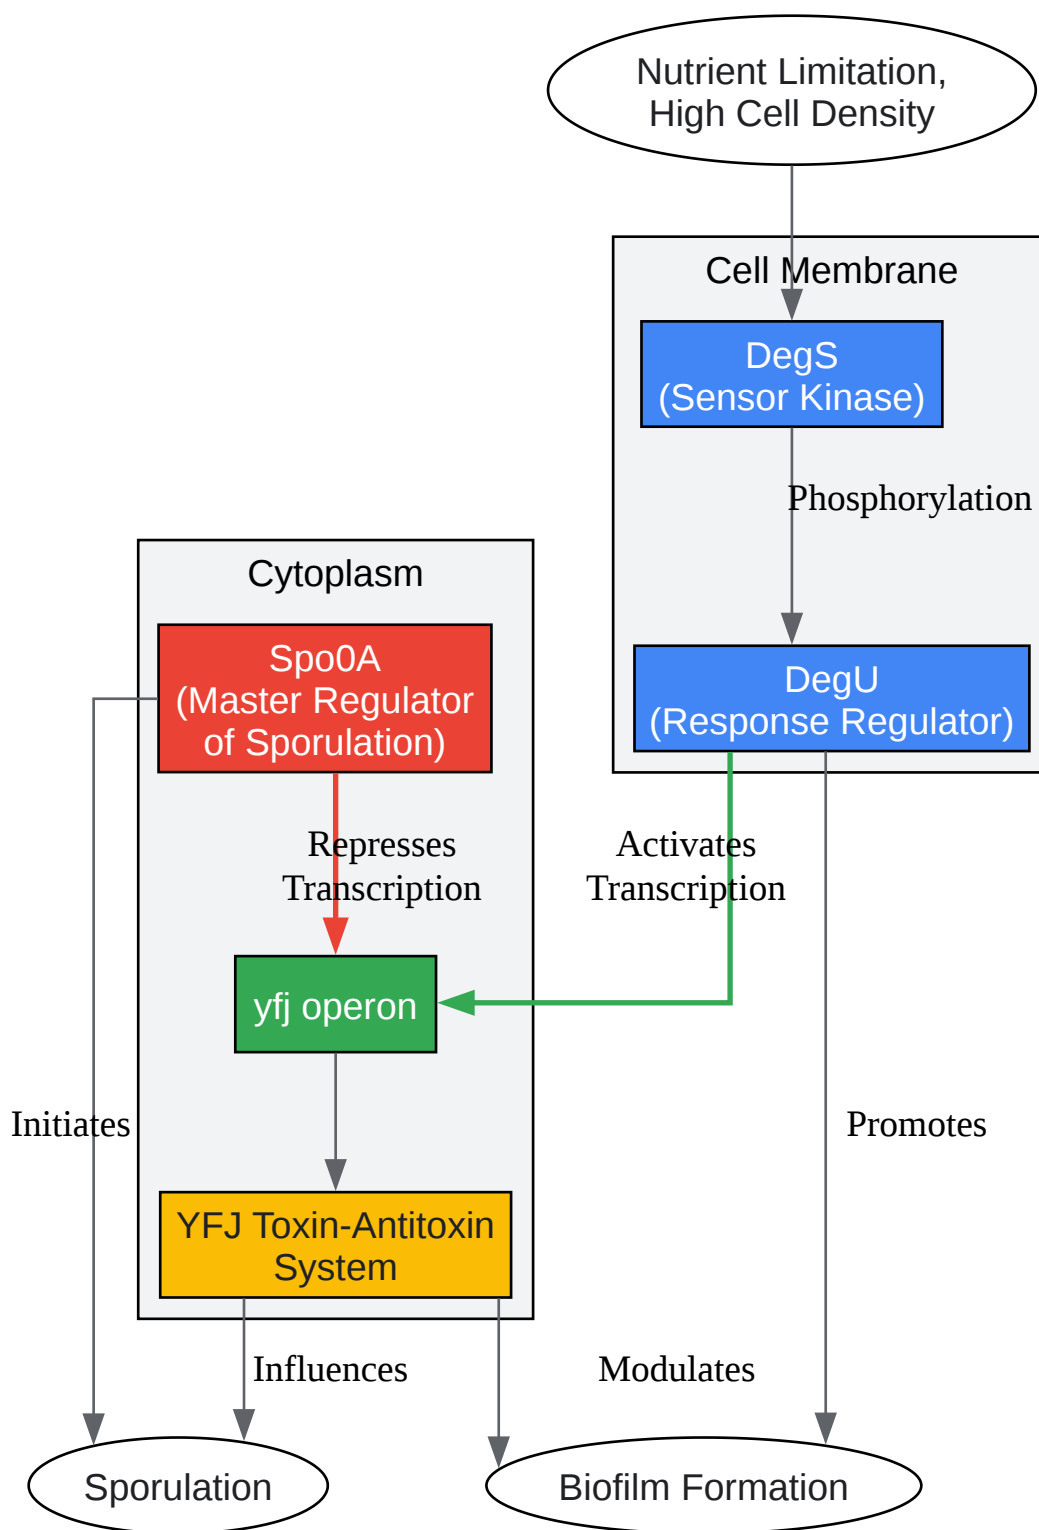 Nutrient Limitation,
High Cell Density
Cell Membrane
DegS
(Sensor Kinase)
Phosphorylation
Cytoplasm
Spo0A
(Master Regulator
of Sporulation)
DegU
(Response Regulator)
Represses
Transcription
Activates
Transcription
yfj operon
Initiates
Promotes
YFJ Toxin-Antitoxin
System
Influences
Modulates
Sporulation
Biofilm Formation